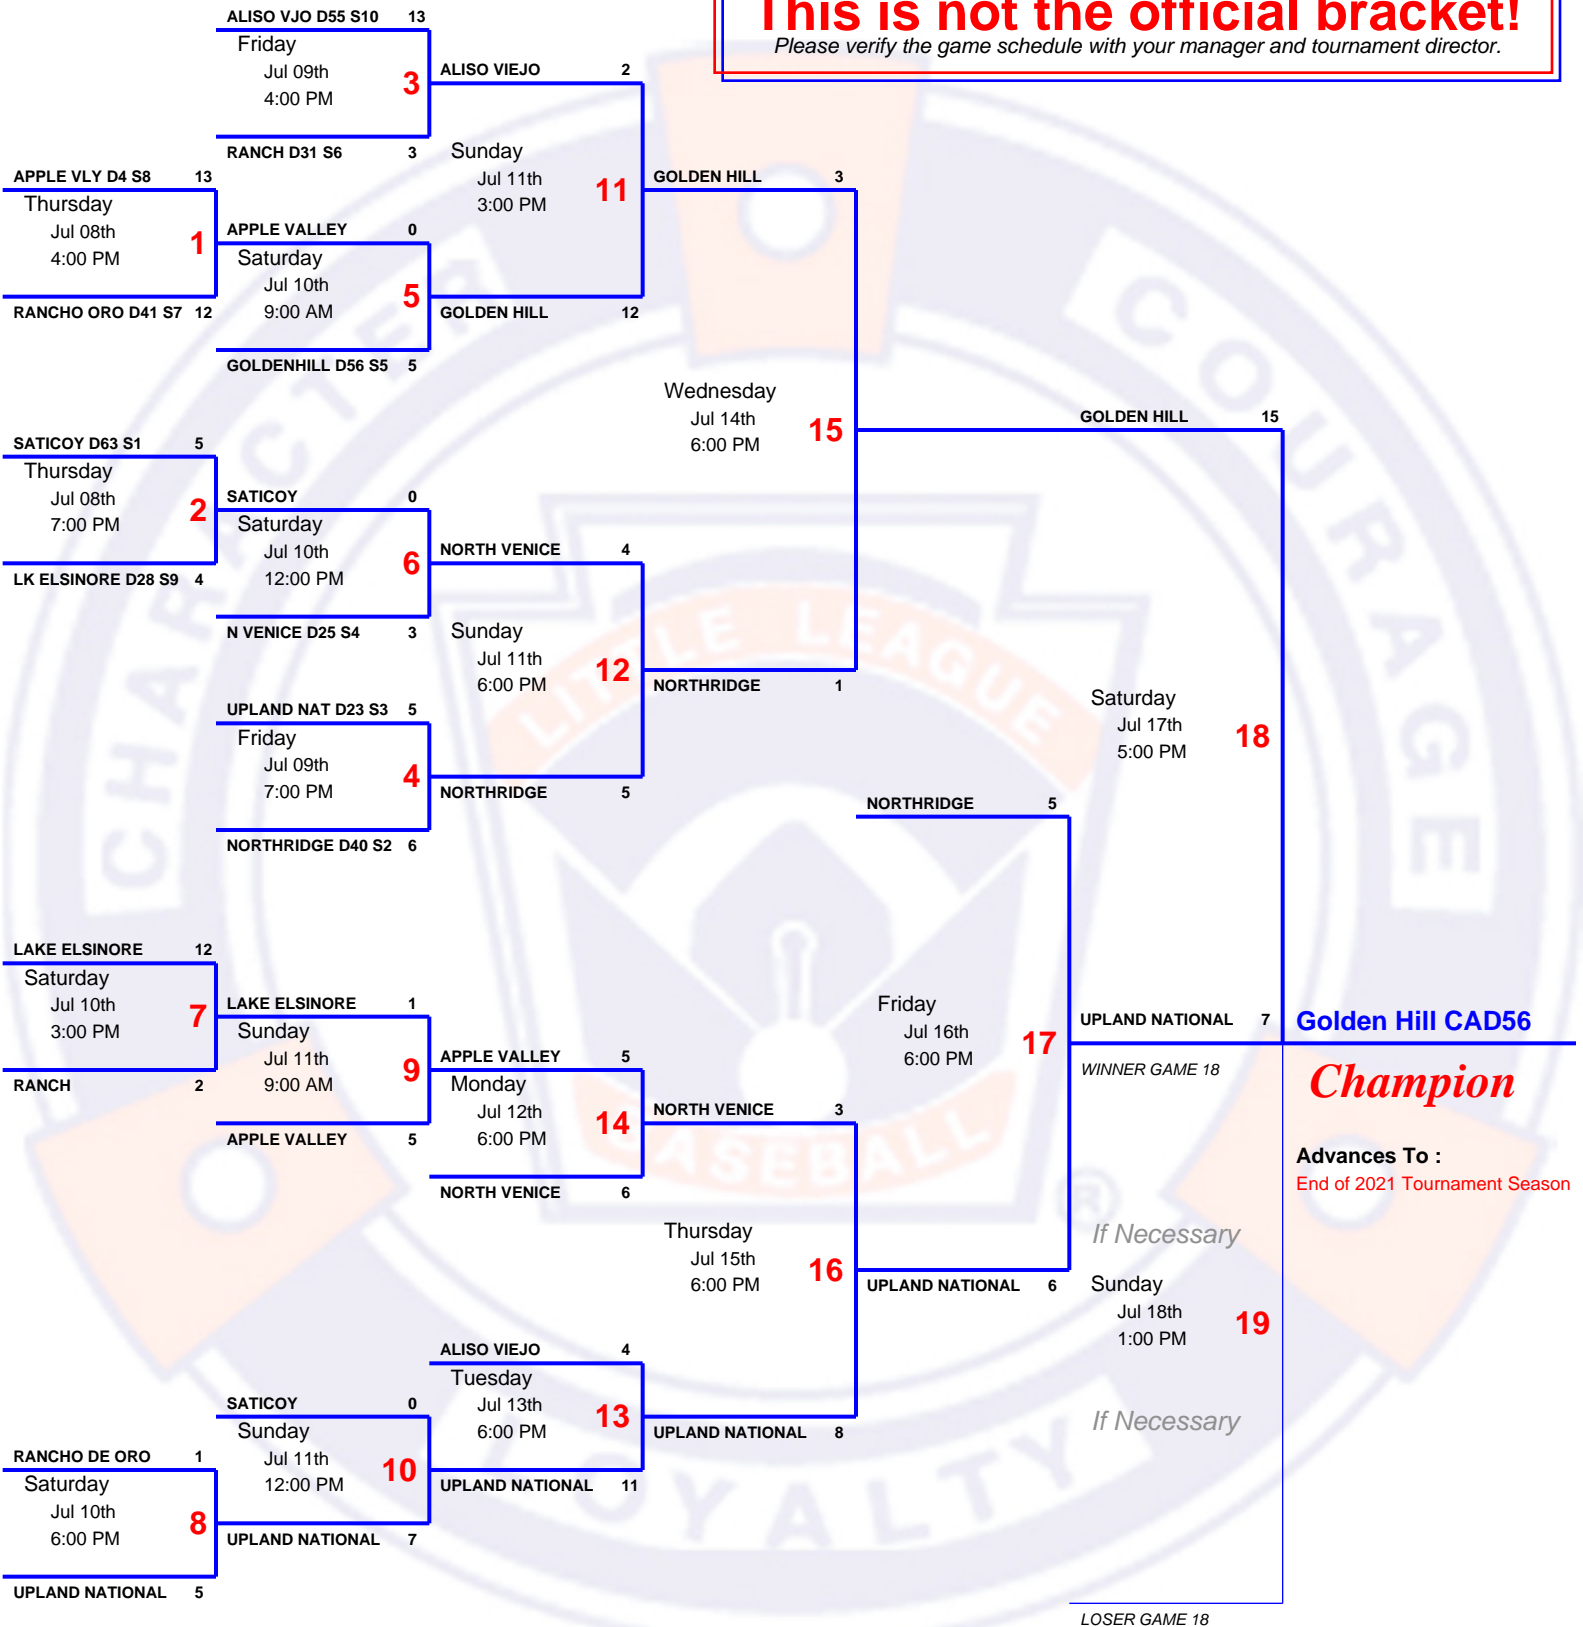 This is not the official bracket!
Please verify the game schedule with your manager and tournament director.
ALISO VJO D55 S10 13
Friday
Jul 09th
4:00 PM
3
RANCH D31 S6 3
ALISO VIEJO 2
Sunday
Jul 11th
3:00 PM
11
APPLE VLY D4 S8 13
Thursday
Jul 08th
4:00 PM
1
RANCHO ORO D41 S7 12
APPLE VALLEY 0
Saturday
Jul 10th
9:00 AM
5
GOLDENHILL D56 S5 5
GOLDEN HILL 12
GOLDEN HILL 3
Wednesday
Jul 14th
6:00 PM
15
GOLDEN HILL 15
SATICOY D63 S1 5
Thursday
Jul 08th
7:00 PM
2
LK ELSINORE D28 S9 4
SATICOY 0
Saturday
Jul 10th
12:00 PM
6
N VENICE D25 S4 3
NORTH VENICE 4
Sunday
Jul 11th
6:00 PM
12
NORTHRIDGE 1
UPLAND NAT D23 S3 5
Friday
Jul 09th
7:00 PM
4
NORTHRIDGE D40 S2 6
NORTHRIDGE 5
Saturday
Jul 17th
5:00 PM
18
NORTHRIDGE 5
LAKE ELSINORE 12
Saturday
Jul 10th
3:00 PM
7
RANCH 2
LAKE ELSINORE 1
Sunday
Jul 11th
9:00 AM
9
APPLE VALLEY 5
APPLE VALLEY 5
Monday
Jul 12th
6:00 PM
14
NORTH VENICE 6
NORTH VENICE 3
Friday
Jul 16th
6:00 PM
17
UPLAND NATIONAL 7
WINNER GAME 18
Golden Hill CAD56
Champion
Advances To :
End of 2021 Tournament Season
Thursday
Jul 15th
6:00 PM
16
UPLAND NATIONAL 6
If Necessary
Sunday
Jul 18th
1:00 PM
19
If Necessary
ALISO VIEJO 4
Tuesday
Jul 13th
6:00 PM
13
UPLAND NATIONAL 8
SATICOY 0
Sunday
Jul 11th
12:00 PM
10
UPLAND NATIONAL 11
RANCHO DE ORO 1
Saturday
Jul 10th
6:00 PM
8
UPLAND NATIONAL 7
UPLAND NATIONAL 5
LOSER GAME 18
CHARACTER
COURAGE
LOYALTY
LITTLE LEAGUE
BASEBALL
®